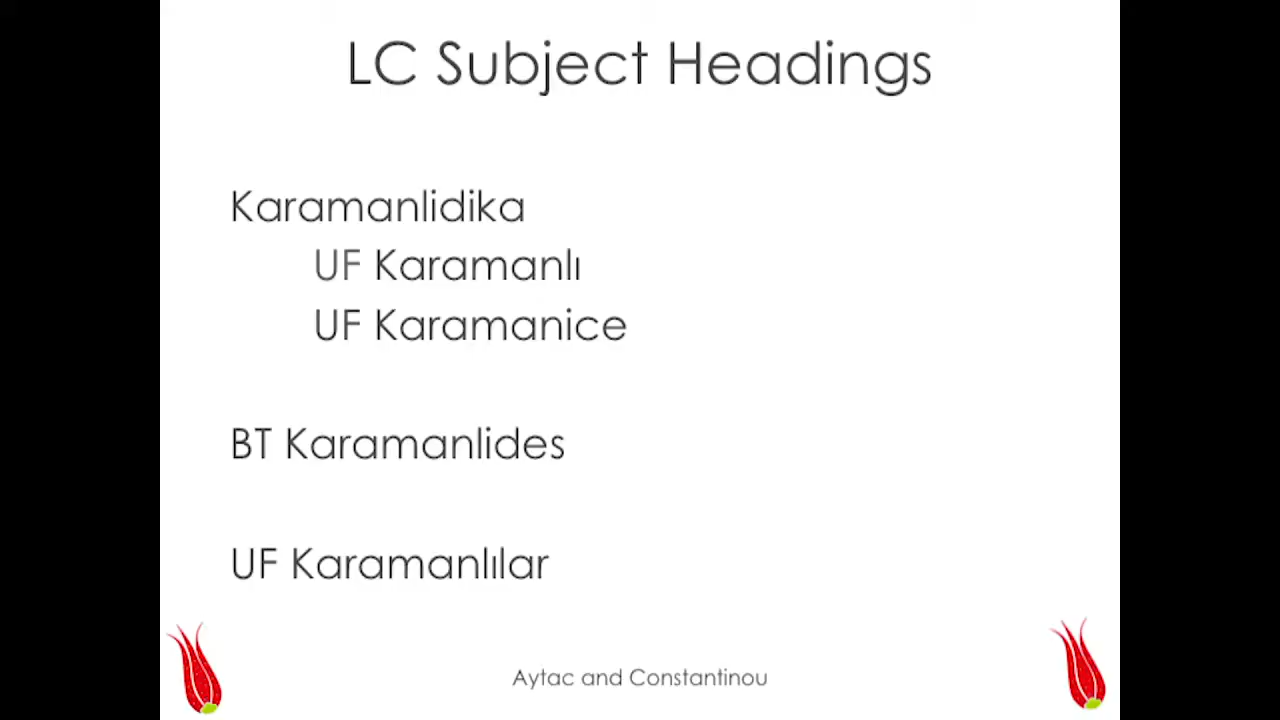 LC Subject Headings
Karamanlidika
UF Karamanlı
UF Karamanice
BT Karamanlides
UF Karamanlılar
Aytac and Constantinou